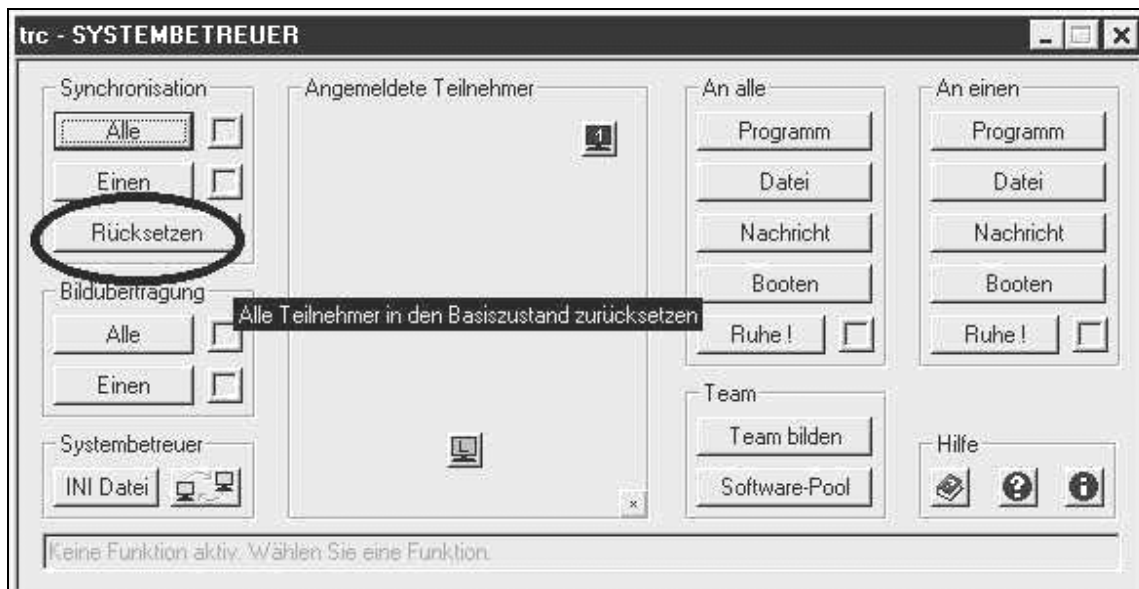 trc - SYSTEMBETREUER
Synchronisation
Alle
Einen
Rücksetzen
Bildübertragung
Alle
Einen
Systembetreuer
INI Datei
Angemeldete Teilnehmer
1
Alle Teilnehmer in den Basiszustand zurücksetzen
L
An alle
Programm
Datei
Nachricht
Booten
Ruhe !
Team
Team bilden
Software-Pool
An einen
Programm
Datei
Nachricht
Booten
Ruhe !
Hilfe
Keine Funktion aktiv. Wählen Sie eine Funktion.